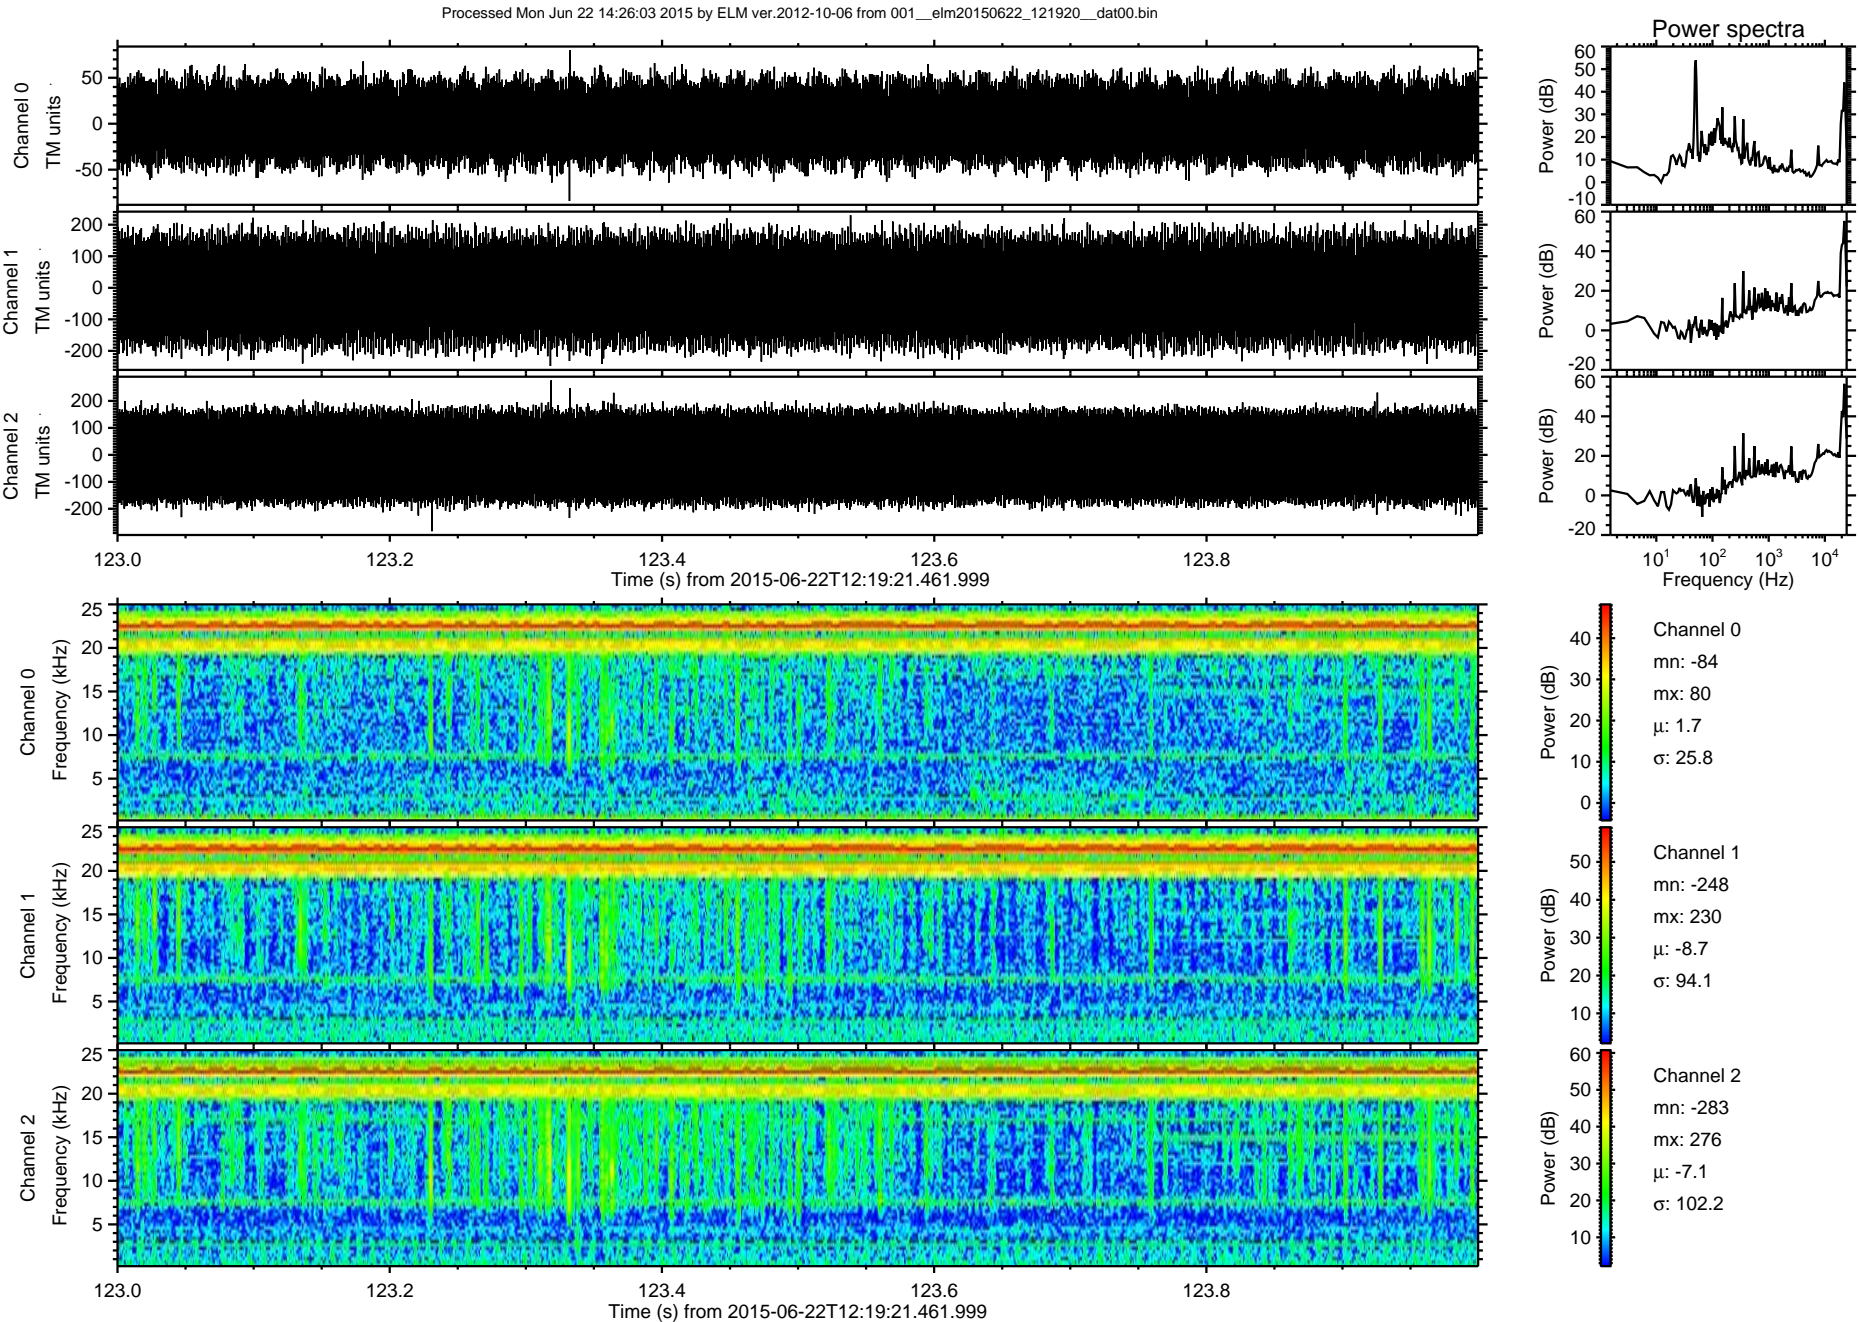 Processed Mon Jun 22 14:26:03 2015 by ELM ver.2012-10-06 from 001__elm20150622_121920__dat00.bin
Power spectra
Channel 0
TM units
50
0
-50
Power (dB)
60
50
40
30
20
10
0
-10
Channel 1
TM units
200
100
0
-100
-200
Power (dB)
60
40
20
0
-20
Channel 2
TM units
200
100
0
-100
-200
Power (dB)
60
40
20
0
-20
123.0 123.2 123.4 123.6 123.8
Time (s) from 2015-06-22T12:19:21.461.999
10¹ 10² 10³ 10⁴
Frequency (Hz)
Channel 0
Frequency (kHz)
25
20
15
10
5
Power (dB)
40
30
20
10
0
Channel 0
mn: -84
mx: 80
μ: 1.7
σ: 25.8
Channel 1
Frequency (kHz)
25
20
15
10
5
Power (dB)
50
40
30
20
10
Channel 1
mn: -248
mx: 230
μ: -8.7
σ: 94.1
Channel 2
Frequency (kHz)
25
20
15
10
5
Power (dB)
60
50
40
30
20
10
Channel 2
mn: -283
mx: 276
μ: -7.1
σ: 102.2
123.0 123.2 123.4 123.6 123.8
Time (s) from 2015-06-22T12:19:21.461.999